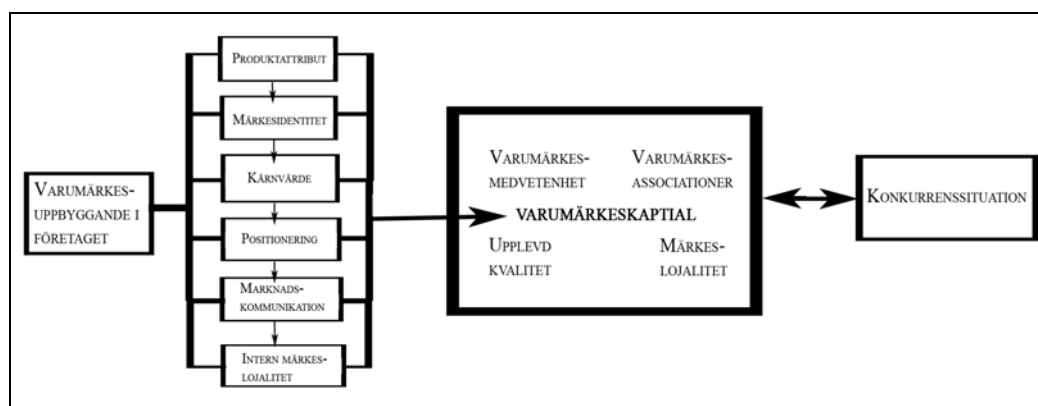 VARUMÄRKES-
UPPBYGGANDE I
FÖRETAGET
PRODUKTATTRIBUT
MÄRKESIDENTITET
KÄRNVÄRDE
POSITIONERING
MARKNADS-
KOMMUNIKATION
INTERN MÄRKES-
LOJALITET
VARUMÄRKES-
MEDVETENHET
VARUMÄRKES-
ASSOCIATIONER
VARUMÄRKESKAPTIAL
UPPLEVD
KVALITET
MÄRKES-
LOJALITET
KONKURRENSSITUATION